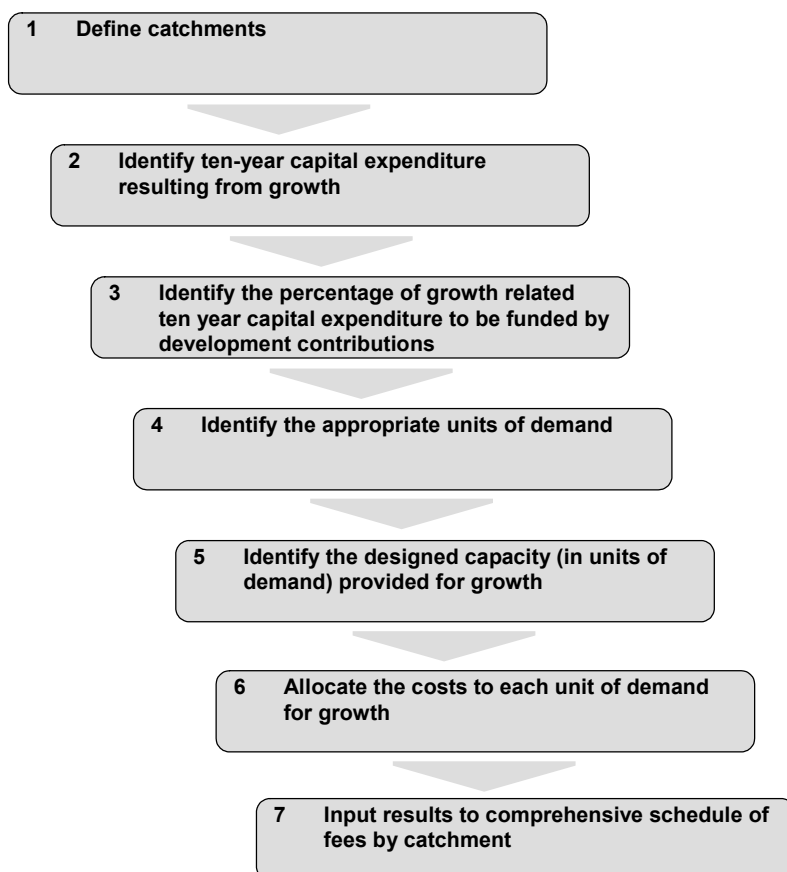 1 Define catchments
2 Identify ten-year capital expenditure
resulting from growth
3 Identify the percentage of growth related
ten year capital expenditure to be funded by
development contributions
4 Identify the appropriate units of demand
5 Identify the designed capacity (in units of
demand) provided for growth
6 Allocate the costs to each unit of demand
for growth
7 Input results to comprehensive schedule of
fees by catchment